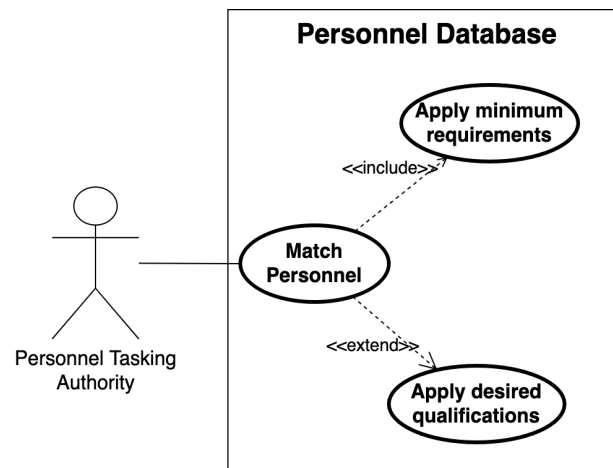 Personnel Database
Apply minimum
requirements
<<include>>
Match
Personnel
<<extend>>
Personnel Tasking
Authority
Apply desired
qualifications